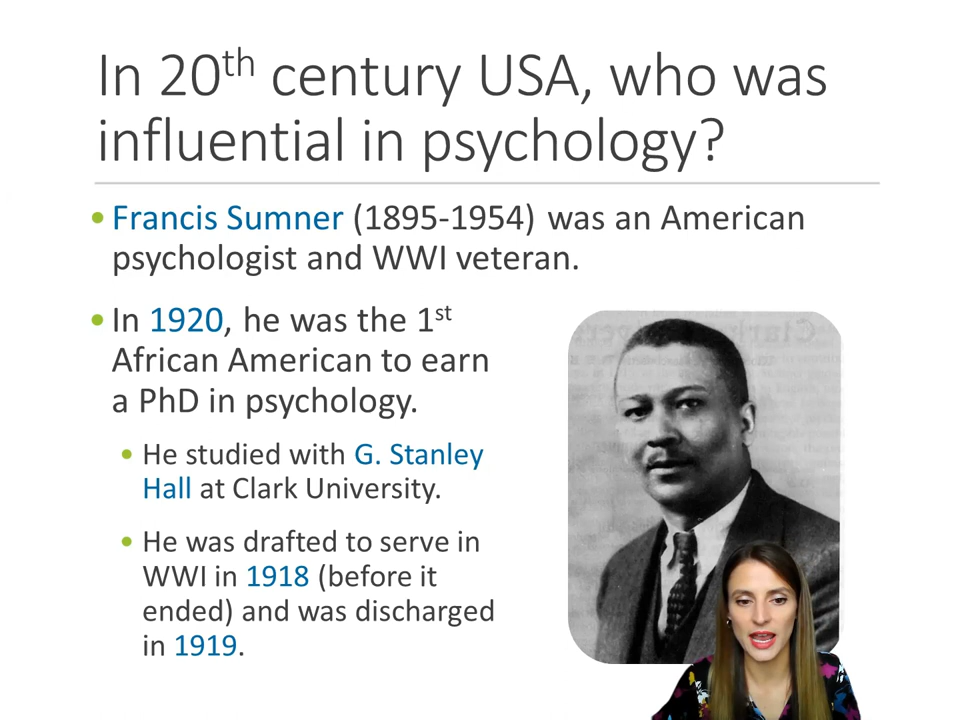 In 20th century USA, who was
influential in psychology?
• Francis Sumner (1895-1954) was an American
psychologist and WWI veteran.
• In 1920, he was the 1st
African American to earn
a PhD in psychology.
• He studied with G. Stanley
Hall at Clark University.
• He was drafted to serve in
WWI in 1918 (before it
ended) and was discharged
in 1919.